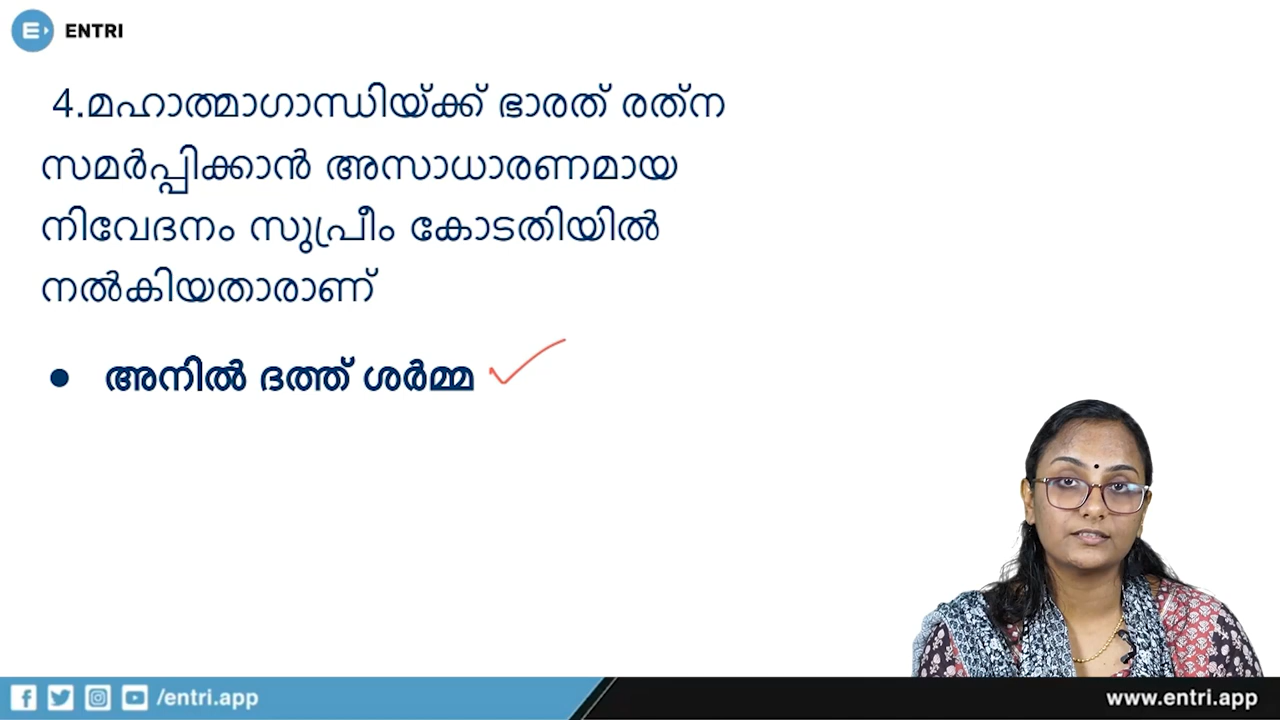 ENTRI
4.മഹാത്മാഗാന്ധിയ്ക്ക് ഭാരത് രത്‌ന
സമർപ്പിക്കാൻ അസാധാരണമായ
നിവേദനം സുപ്രീം കോടതിയിൽ
നൽകിയതാരാണ്
● അനിൽ ദത്ത് ശർമ്മ
/entri.app
www.entri.app